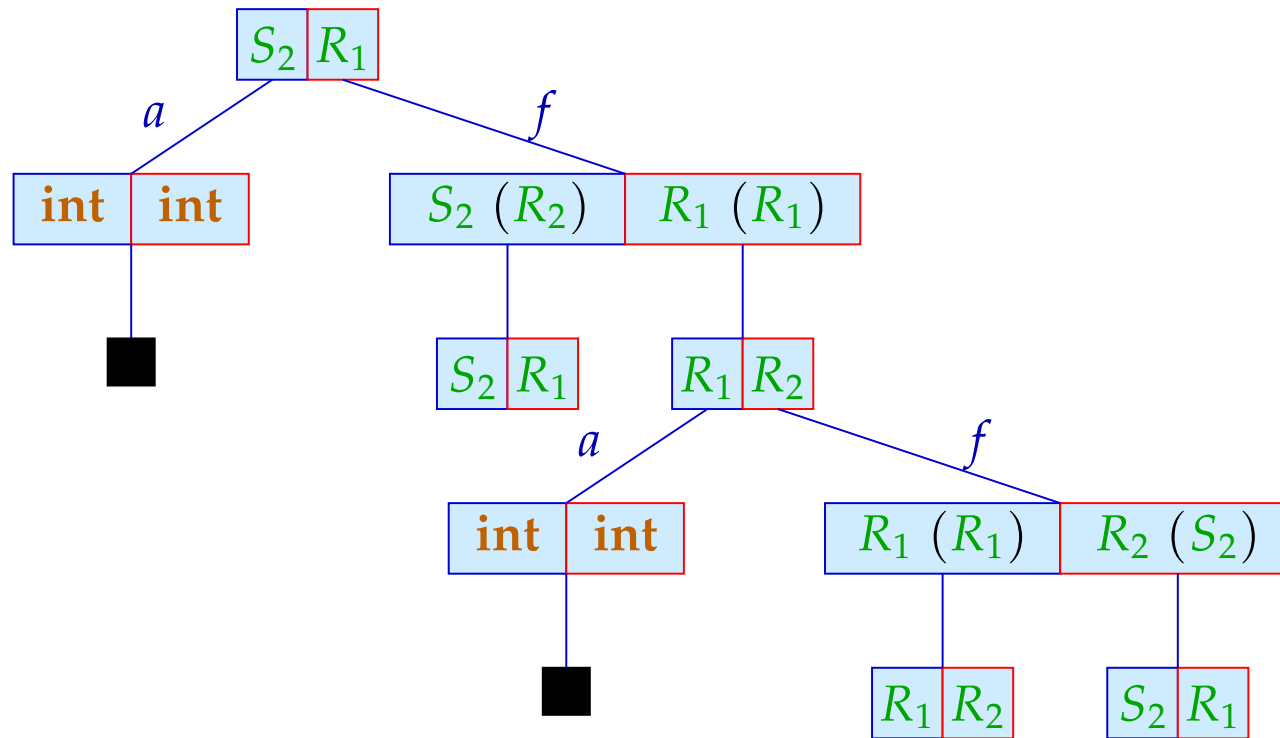 S₂ R₁
a f
int int S₂ (R₂) R₁ (R₁)
S₂ R₁ R₁ R₂
a f
int int R₁ (R₁) R₂ (S₂)
R₁ R₂ S₂ R₁